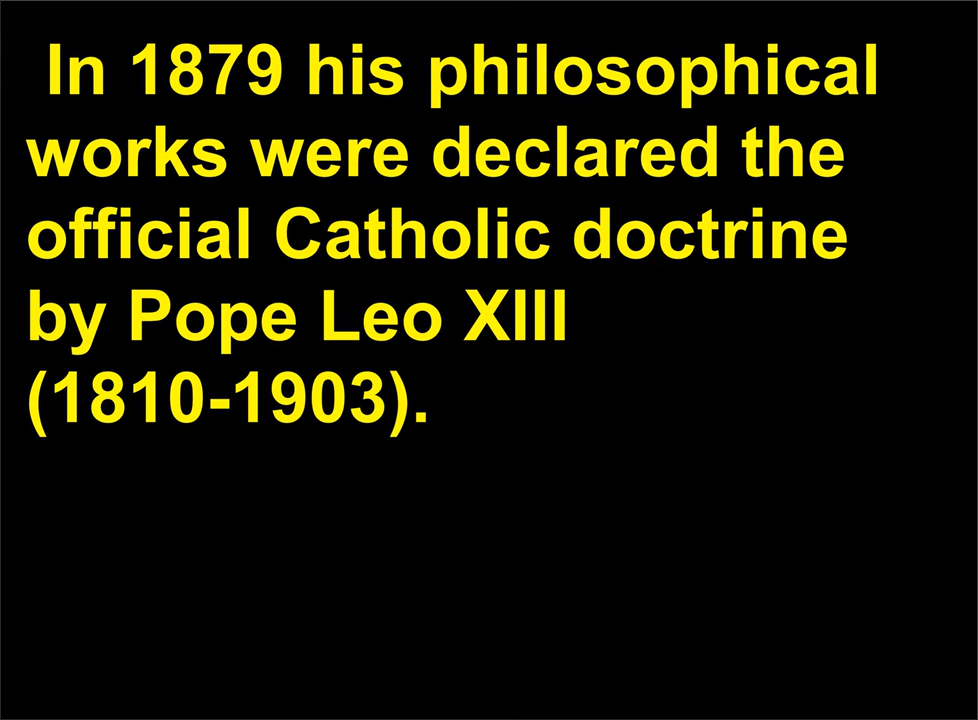 In 1879 his philosophical
works were declared the
official Catholic doctrine
by Pope Leo XIII
(1810-1903).